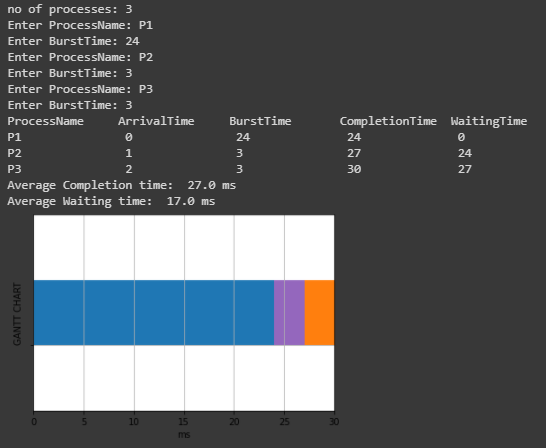 no of processes: 3
Enter ProcessName: P1
Enter BurstTime: 24
Enter ProcessName: P2
Enter BurstTime: 3
Enter ProcessName: P3
Enter BurstTime: 3
ProcessName ArrivalTime BurstTime CompletionTime WaitingTime
P1 0 24 24 0
P2 1 3 27 24
P3 2 3 30 27
Average Completion time: 27.0 ms
Average Waiting time: 17.0 ms
GANTT CHART
0 5 10 15 20 25 30
ms